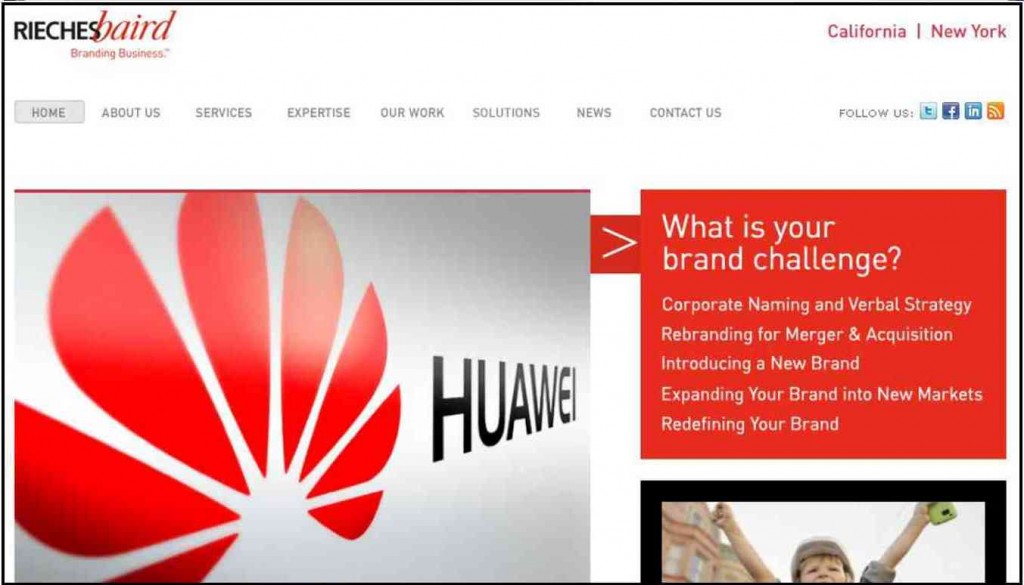 RIECHESbaird
Branding Business.™
California | New York
HOME ABOUT US SERVICES EXPERTISE OUR WORK SOLUTIONS NEWS CONTACT US FOLLOW US:
What is your
brand challenge?
Corporate Naming and Verbal Strategy
Rebranding for Merger & Acquisition
Introducing a New Brand
Expanding Your Brand into New Markets
Redefining Your Brand
HUAWEI